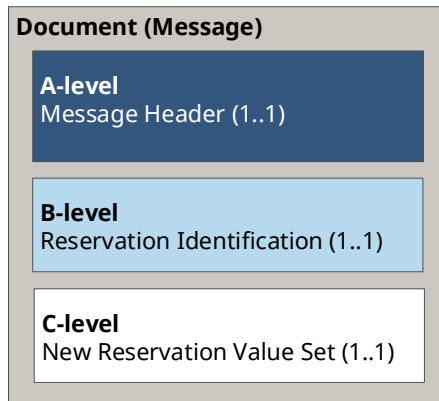 Document (Message)
A-level
Message Header (1..1)
B-level
Reservation Identification (1..1)
C-level
New Reservation Value Set (1..1)